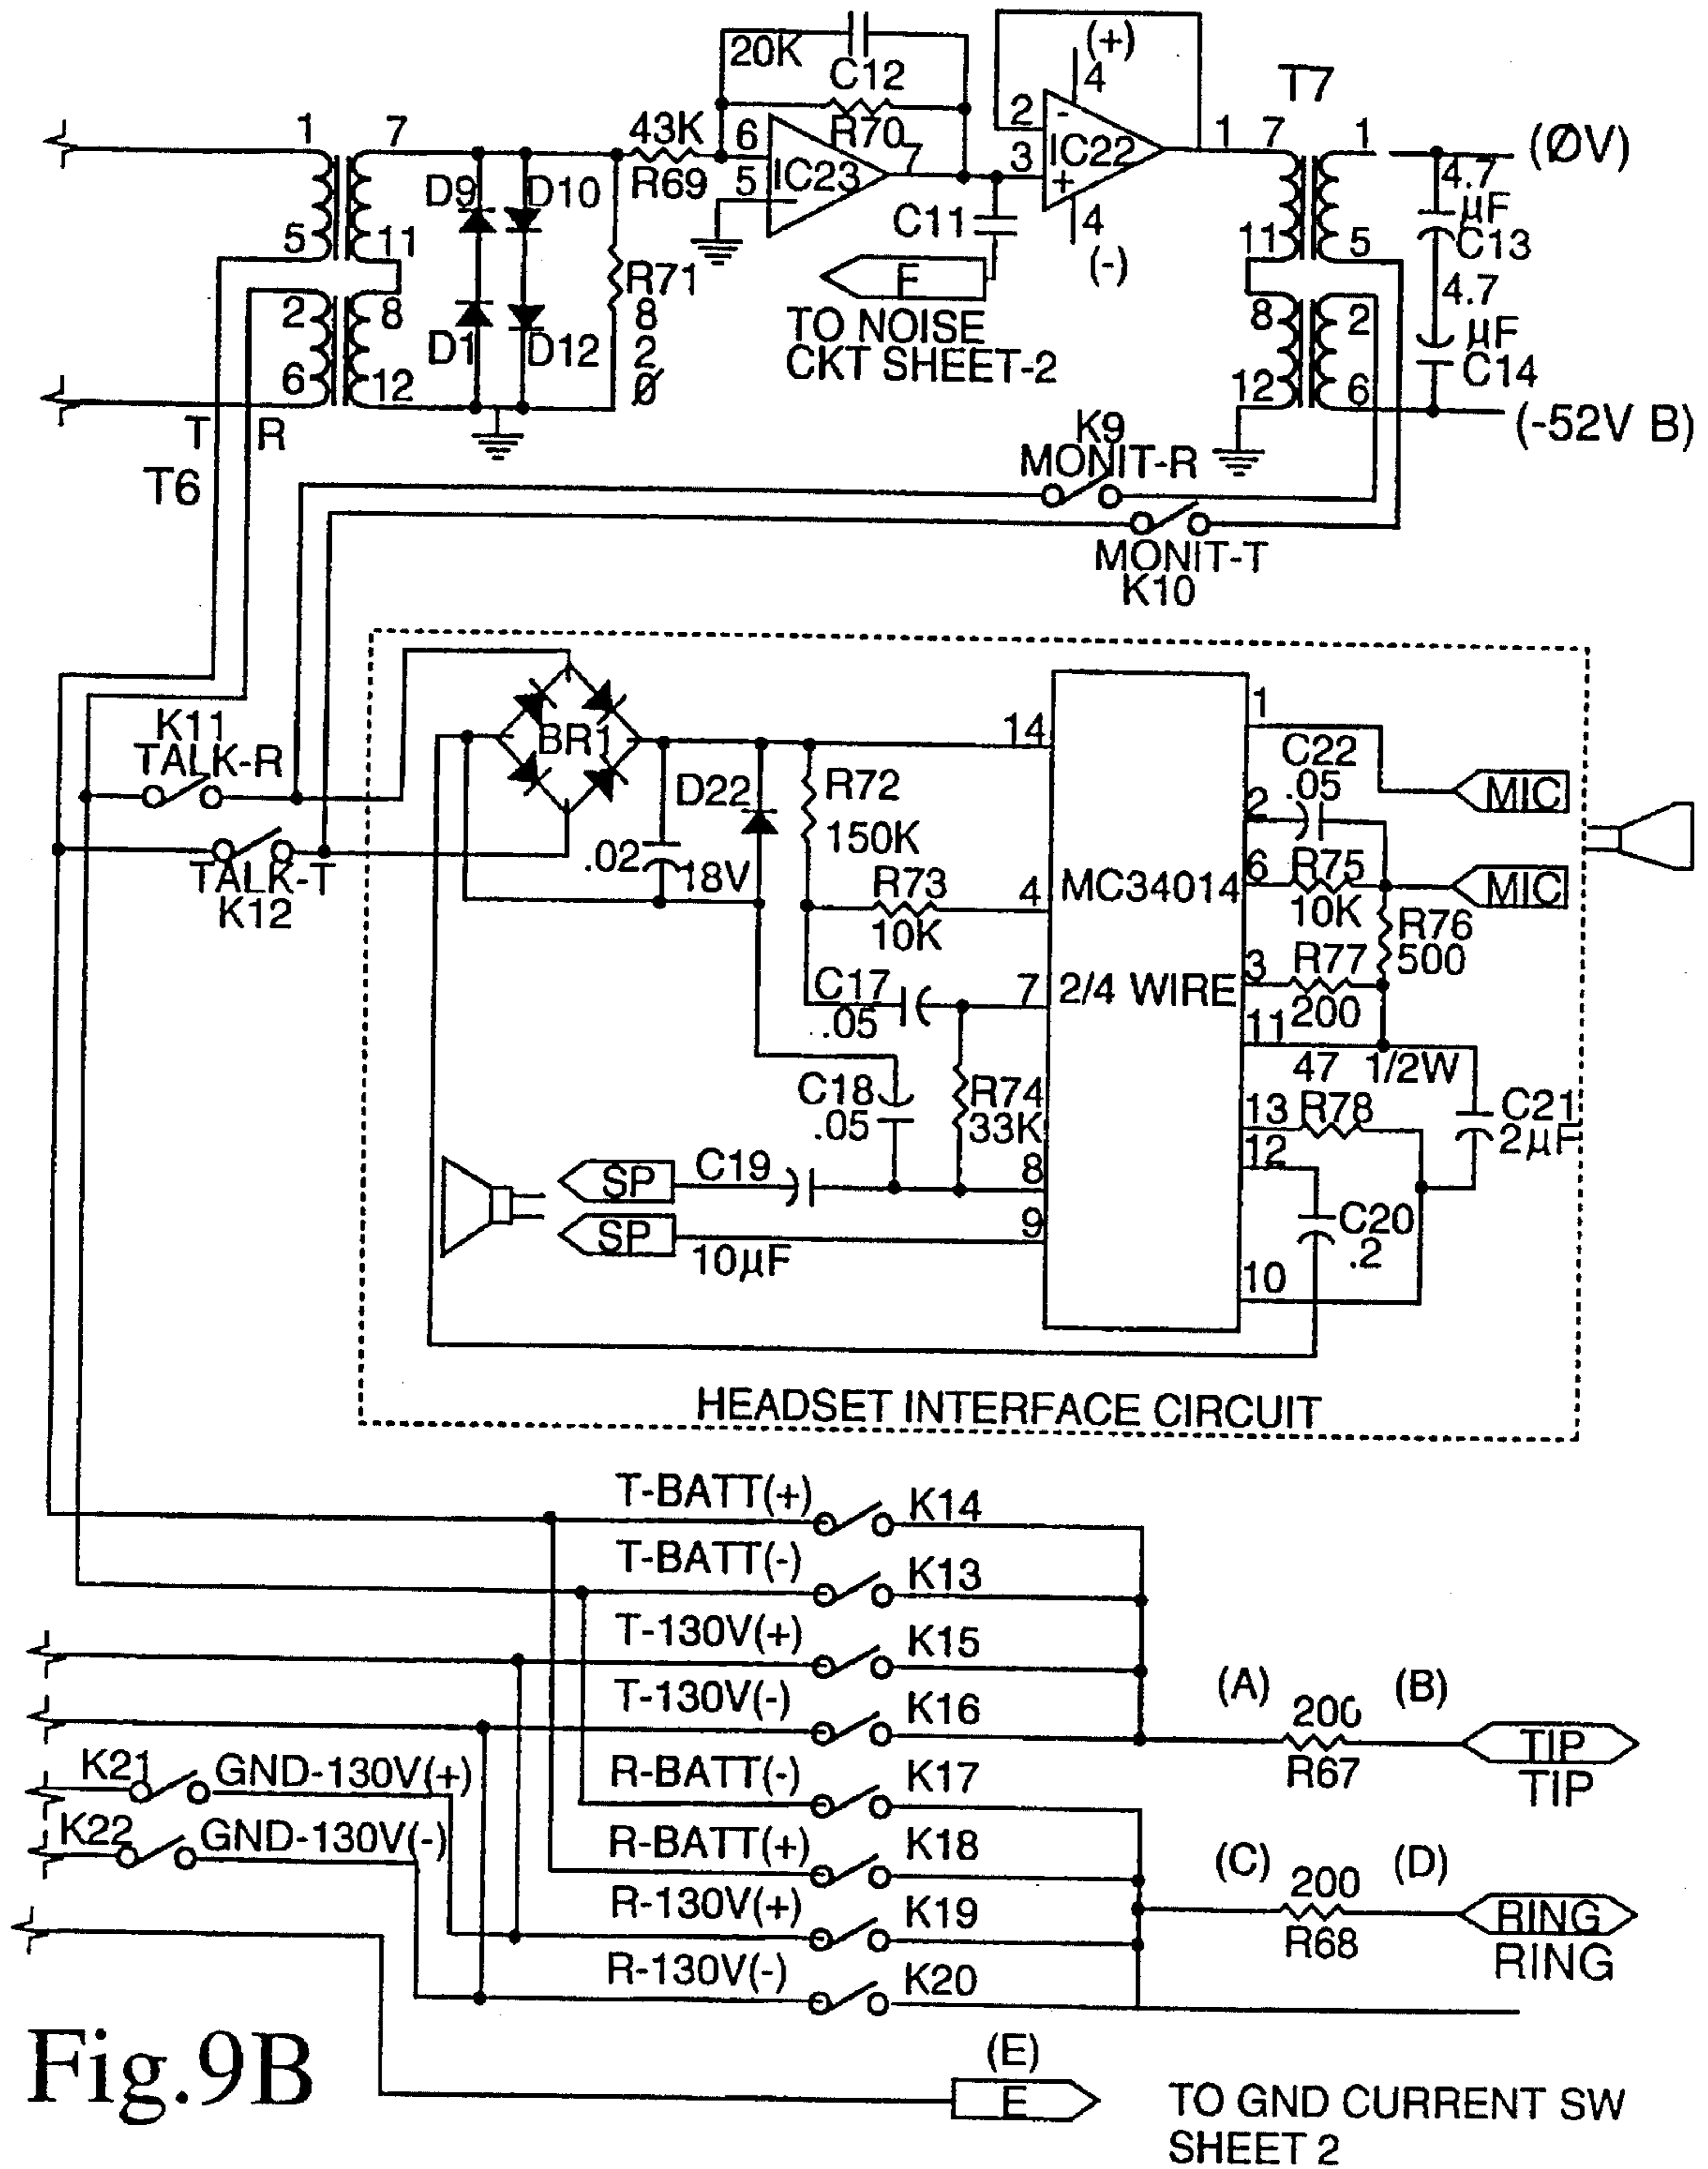 20K
C12
(+)
4
T7
1
7
43K
6
R70
2
-
1
7
1
(ØV)
R69
5
IC23
7
3
IC22
+
4.7
µF
C13
D9
D10
C11
4
(-)
5
11
11
5
R71
8
2
Ø
F
TO NOISE
CKT SHEET-2
4.7
µF
C14
2
8
8
2
D1
D12
6
12
12
6
(-52V B)
T
R
K9
MONIT-R
T6
MONIT-T
K10
K11
TALK-R
BR1
14
1
C22
.05
D22
R72
150K
MIC
2
.02
18V
TALK-T
K12
R73
10K
4
MC34014
6
R75
10K
MIC
R76
500
C17
.05
7
2/4 WIRE
3
R77
200
11
47
1/2W
C18
.05
R74
33K
13
R78
C21
2µF
12
SP
C19
8
SP
10µF
9
C20
.2
10
HEADSET INTERFACE CIRCUIT
T-BATT(+)
K14
T-BATT(-)
K13
T-130V(+)
K15
T-130V(-)
K16
(A)
200
R67
(B)
TIP
TIP
K21
GND-130V(+)
R-BATT(-)
K17
K22
GND-130V(-)
R-BATT(+)
K18
(C)
200
R68
(D)
RING
RING
R-130V(+)
K19
R-130V(-)
K20
Fig.9B
(E)
E
TO GND CURRENT SW
SHEET 2